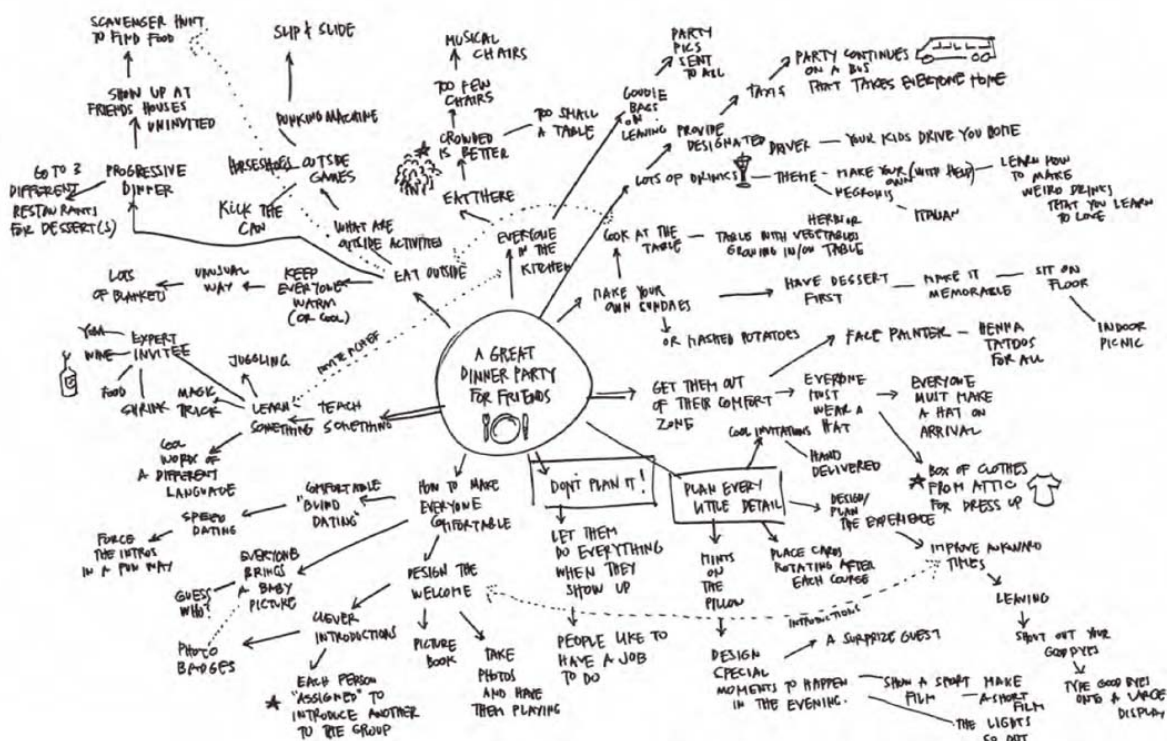 SCAVENGER HUNT
TO FIND FOOD
SHOW UP AT
FRIENDS HOUSES
UNINVITED
PROGRESSIVE
DINNER
GO TO 3
DIFFERENT
RESTAURANTS
FOR DESSERT(S)
SLIP & SLIDE
DUNKING MACHINE
HORSESHOES
OUTSIDE
GAMES
KICK THE
CAN
WHAT ARE
OUTSIDE ACTIVITES
EAT OUTSIDE
KEEP
EVERYONE
WARM
(OR COOL)
UNUSUAL
WAY
LOTS
OF BLANKETS
MUSICAL
CHAIRS
TOO FEW
CHAIRS
CROWDED
IS BETTER
TOO SMALL
A TABLE
EAT THERE
EVERYONE
IN THE
KITCHEN
PARTY
PICS
SENT
TO ALL
GOODIE
BAGS
ON
LEAVING
PROVIDE
DESIGNATED
DRIVER
YOUR KIDS DRIVE YOU HOME
TAXIS
PARTY CONTINUES
ON A BUS
THAT TAKES EVERYONE HOME
LOTS OF DRINKS
THEME
MAKE YOUR OWN (WITH HELP)
NEGRONIS
ITALIAN
LEARN HOW
TO MAKE
WEIRD DRINKS
THAT YOU LEARN
TO LOVE
COOK AT THE
TABLE
HERB OR
TABLE WITH VEGETABLES
GROWING IN/ON TABLE
MAKE YOUR
OWN SUNDAES
OR MASHED POTATOES
HAVE DESSERT
FIRST
MAKE IT
MEMORABLE
SIT ON
FLOOR
INDOOR
PICNIC
A GREAT
DINNER PARTY
FOR FRIENDS
INVITE A CHEF
TEACH
SOMETHING
LEARN
SOMETHING
JUGGLING
MAGIC
TRICK
EXPERT
INVITEE
YOGA
WINE
FOOD
SHRINK
COOL
WORDS OF
A DIFFERENT
LANGUAGE
GET THEM OUT
OF THEIR COMFORT
ZONE
FACE PAINTER
HENNA
TATTOOS
FOR ALL
EVERYONE
MUST
WEAR A
HAT
EVERYONE
MUST MAKE
A HAT ON
ARRIVAL
BOX OF CLOTHES
FROM ATTIC
FOR DRESS UP
HOW TO MAKE
EVERYONE
COMFORTABLE
COMFORTABLE
"BLIND
DATING"
SPEED
DATING
FORCE
THE INTROS
IN A FUN WAY
EVERYONE
BRINGS
A BABY
PICTURE
GUESS
WHO?
PHOTO
BADGES
DESIGN THE
WELCOME
CLEVER
INTRODUCTIONS
EACH PERSON
"ASSIGNED" TO
INTRODUCE ANOTHER
TO THE GROUP
PICTURE
BOOK
TAKE
PHOTOS
AND HAVE
THEM PLAYING
DON'T PLAN IT!
LET THEM
DO EVERYTHING
WHEN THEY
SHOW UP
PEOPLE LIKE TO
HAVE A JOB
TO DO
PLAN EVERY
LITTLE DETAIL
COOL INVITATIONS
HAND
DELIVERED
DESIGN/
PLAN
THE EXPERIENCE
PLACE CARDS
ROTATING AFTER
EACH COURSE
IMPROVE AWKWARD
TIMES
INTRODUCTIONS
LEAVING
SHOUT OUT YOUR
GOODBYES
TYPE GOOD BYES
ONTO A LARGE
DISPLAY
MINTS
ON
THE
PILLOW
DESIGN
SPECIAL
MOMENTS TO HAPPEN
IN THE EVENING.
A SURPRIZE GUEST
SHOW A SHORT
FILM
MAKE
A SHORT
FILM
THE LIGHTS
GO OUT